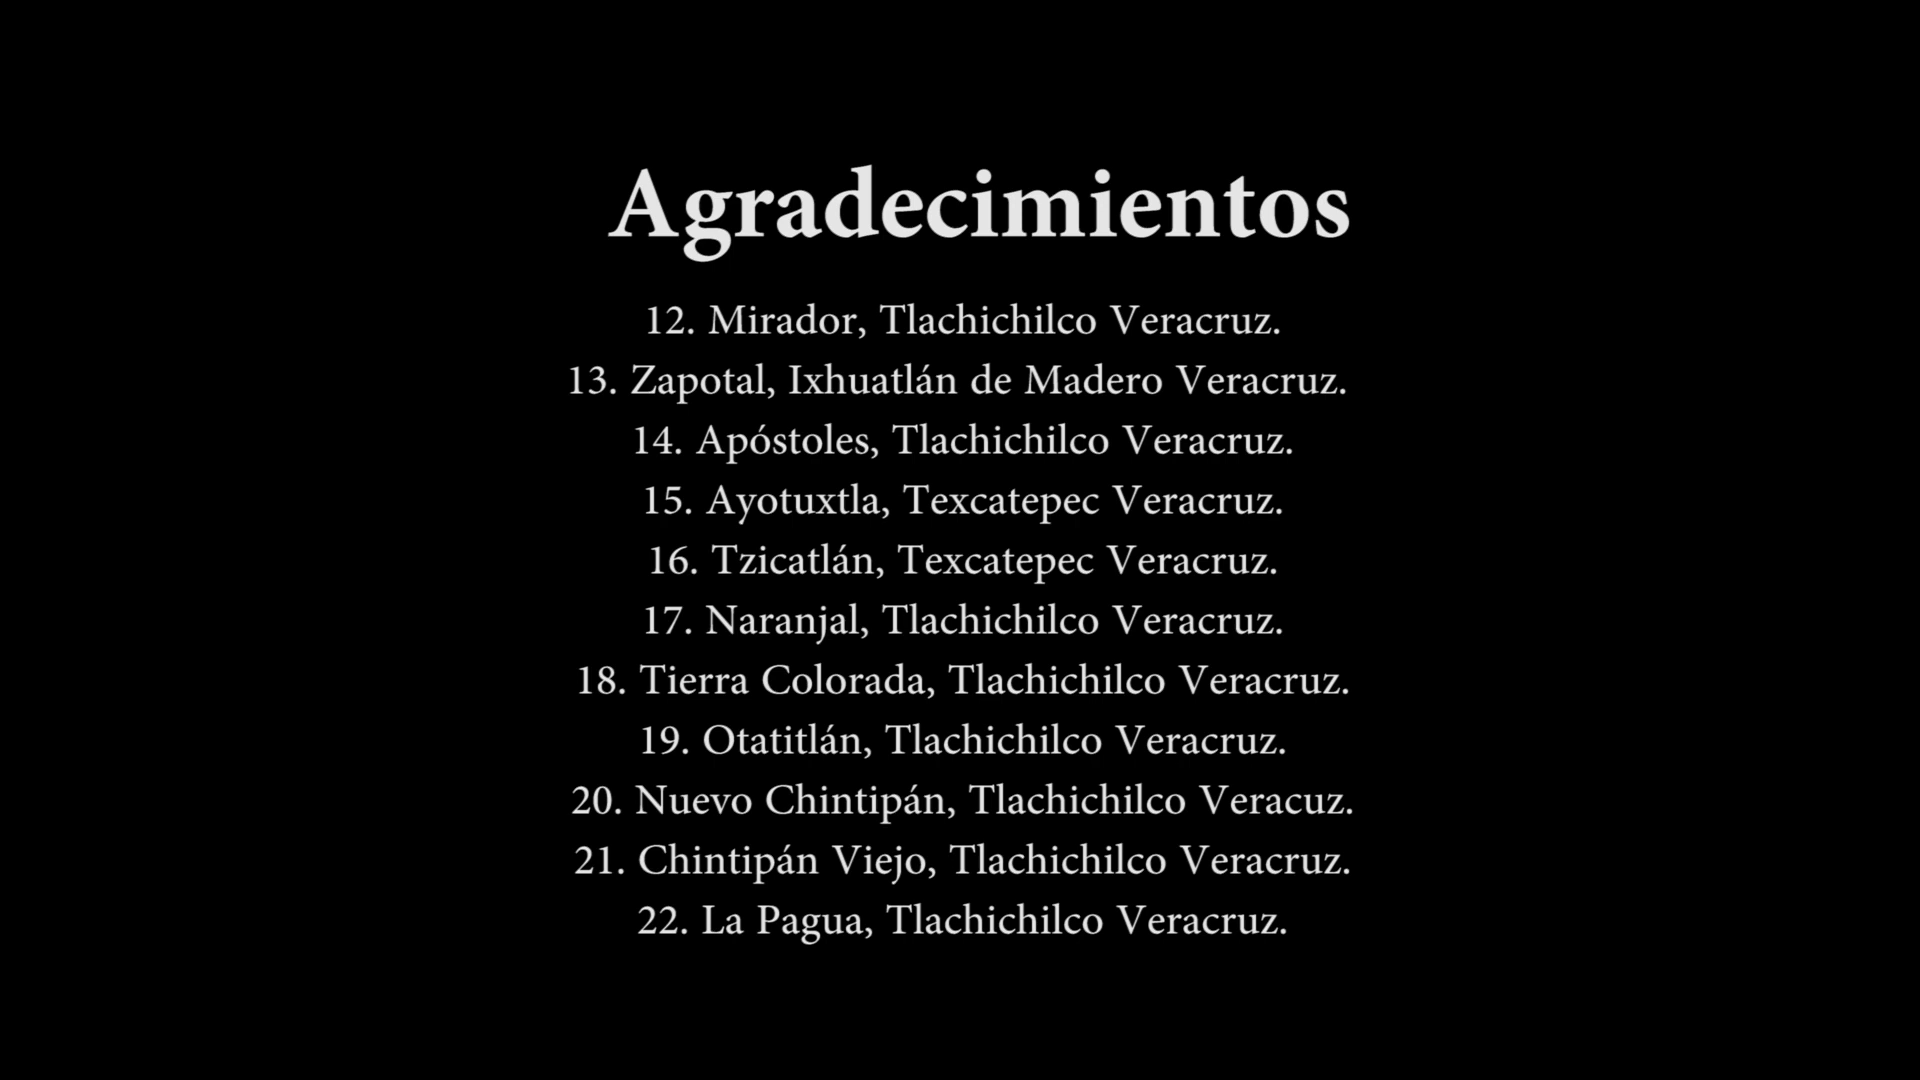 Agradecimientos
12. Mirador, Tlachichilco Veracruz.
13. Zapotal, Ixhuatlán de Madero Veracruz.
14. Apóstoles, Tlachichilco Veracruz.
15. Ayotuxtla, Texcatepec Veracruz.
16. Tzicatlán, Texcatepec Veracruz.
17. Naranjal, Tlachichilco Veracruz.
18. Tierra Colorada, Tlachichilco Veracruz.
19. Otatitlán, Tlachichilco Veracruz.
20. Nuevo Chintipán, Tlachichilco Veracuz.
21. Chintipán Viejo, Tlachichilco Veracruz.
22. La Pagua, Tlachichilco Veracruz.